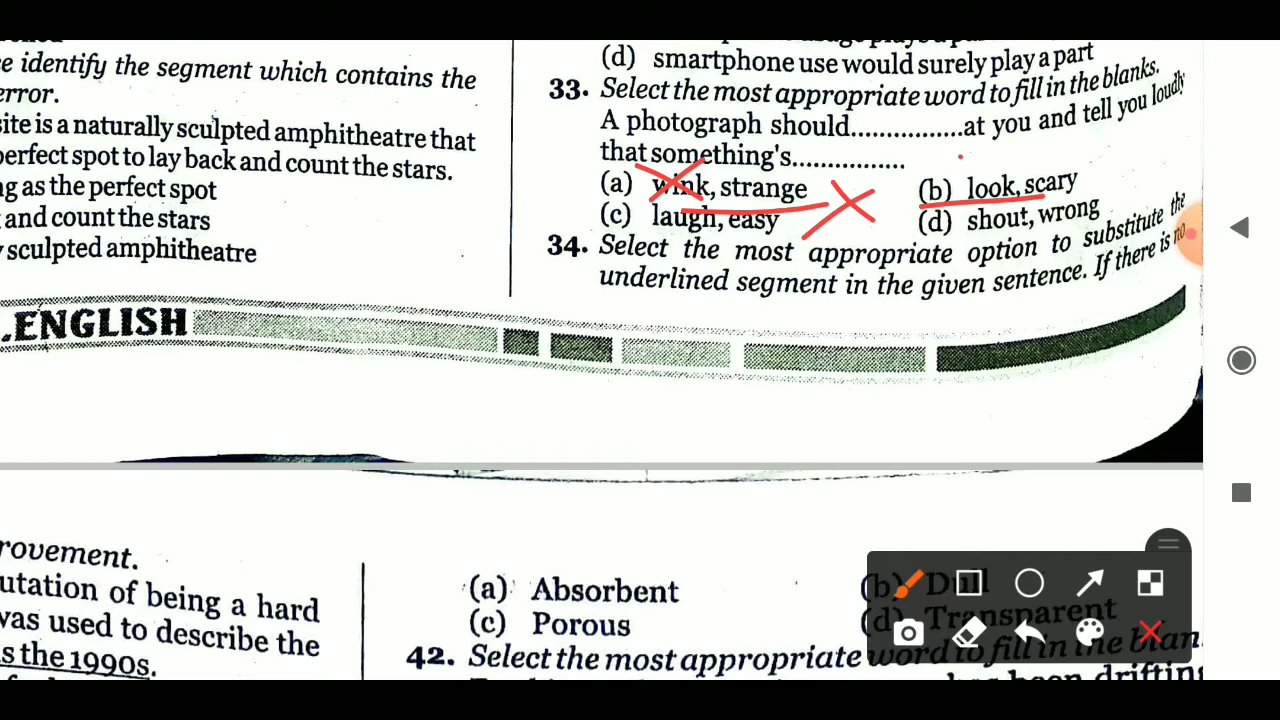 e identify the segment which contains the
error.
site is a naturally sculpted amphitheatre that
perfect spot to lay back and count the stars.
g as the perfect spot
and count the stars
sculpted amphitheatre
.ENGLISH
(d) smartphone use would surely play a part
33. Select the most appropriate word to fill in the blanks.
A photograph should................at you and tell you loudly
that something's...............
(a) wink, strange (b) look, scary
(c) laugh, easy (d) shout, wrong
34. Select the most appropriate option to substitute the
underlined segment in the given sentence. If there is no
rovement.
utation of being a hard
was used to describe the
s the 1990s.
(a) Absorbent (b) Dull
(c) Porous (d) Transparent
42. Select the most appropriate word to fill in the blan
has been drifting